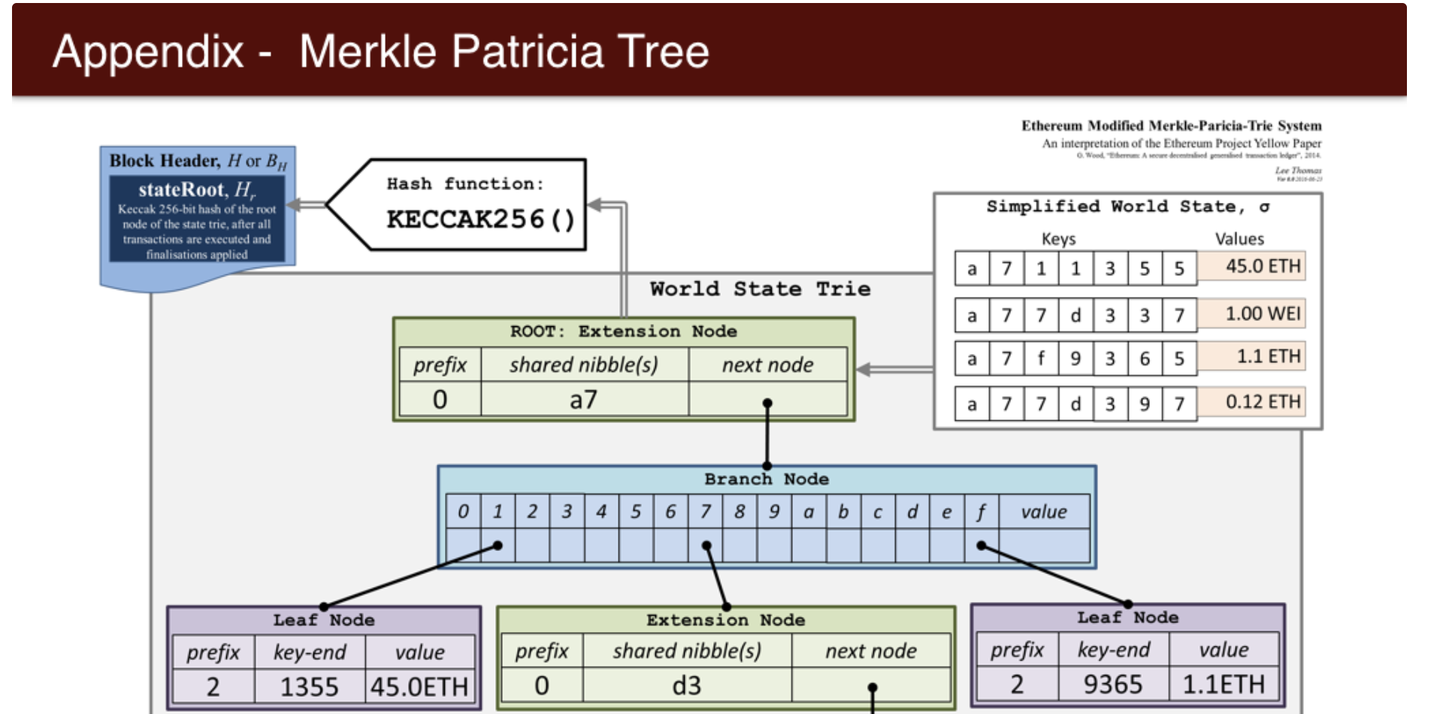 Appendix - Merkle Patricia Tree
Ethereum Modified Merkle-Paricia-Trie System
An interpretation of the Ethereum Project Yellow Paper
G. Wood, "Ethereum: A secure decentralised generalised transaction ledger", 2014.
Lee Thomas
Block Header, H or B_H
stateRoot, H_r
Keccak 256-bit hash of the root
node of the state trie, after all
transactions are executed and
finalisations applied
Hash function:
KECCAK256()
Simplified World State, σ
Keys Values
a 7 1 1 3 5 5 45.0 ETH
a 7 7 d 3 3 7 1.00 WEI
a 7 f 9 3 6 5 1.1 ETH
a 7 7 d 3 9 7 0.12 ETH
World State Trie
ROOT: Extension Node
prefix shared nibble(s) next node
0 a7
Branch Node
0 1 2 3 4 5 6 7 8 9 a b c d e f value
Leaf Node
prefix key-end value
2 1355 45.0ETH
Extension Node
prefix shared nibble(s) next node
0 d3
Leaf Node
prefix key-end value
2 9365 1.1ETH